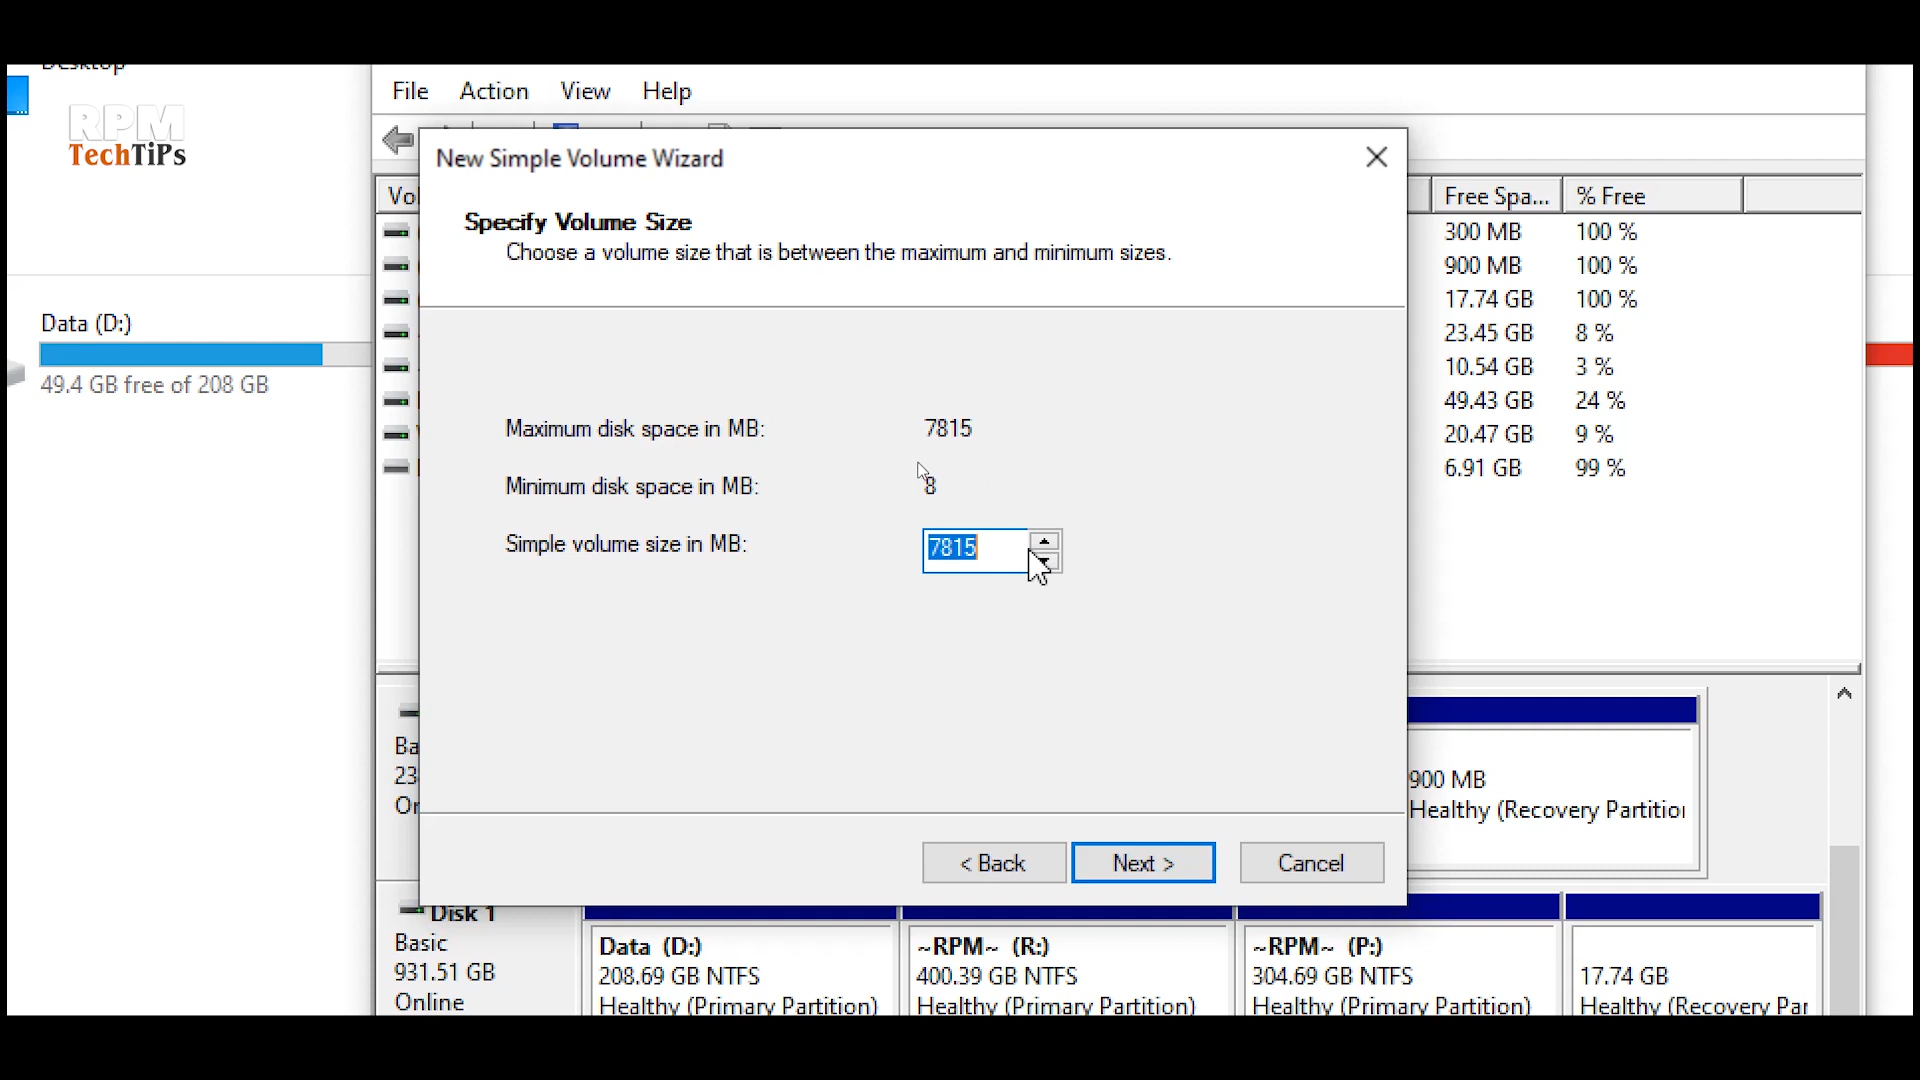 Desktop
RPM
TechTiPs
File Action View Help
New Simple Volume Wizard
Specify Volume Size
Choose a volume size that is between the maximum and minimum sizes.
Maximum disk space in MB: 7815
Minimum disk space in MB: 8
Simple volume size in MB: 7815
< Back Next > Cancel
Data (D:)
49.4 GB free of 208 GB
Vol
Free Spa... % Free
300 MB 100 %
900 MB 100 %
17.74 GB 100 %
23.45 GB 8 %
10.54 GB 3 %
49.43 GB 24 %
20.47 GB 9 %
6.91 GB 99 %
Ba
23
Or
900 MB
Healthy (Recovery Partitio
Disk 1
Basic
931.51 GB
Online
Data (D:)
208.69 GB NTFS
Healthy (Primary Partition)
~RPM~ (R:)
400.39 GB NTFS
Healthy (Primary Partition)
~RPM~ (P:)
304.69 GB NTFS
Healthy (Primary Partition)
17.74 GB
Healthy (Recovery Par